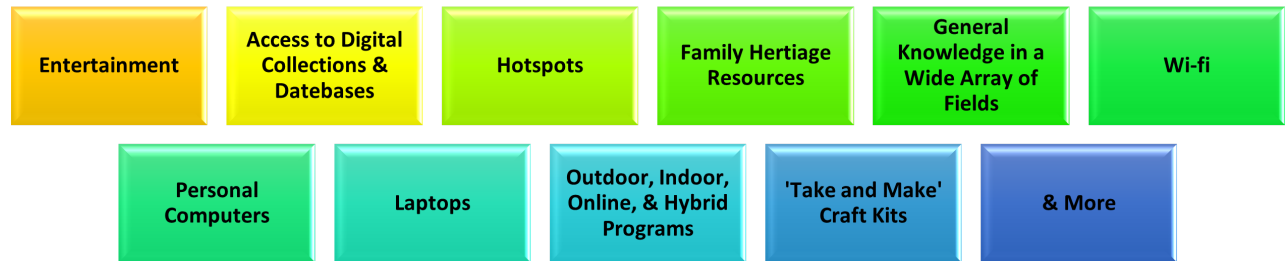 Entertainment
Access to Digital
Collections &
Datebases
Hotspots
Family Hertiage
Resources
General
Knowledge in a
Wide Array of
Fields
Wi-fi
Personal
Computers
Laptops
Outdoor, Indoor,
Online, & Hybrid
Programs
'Take and Make'
Craft Kits
& More